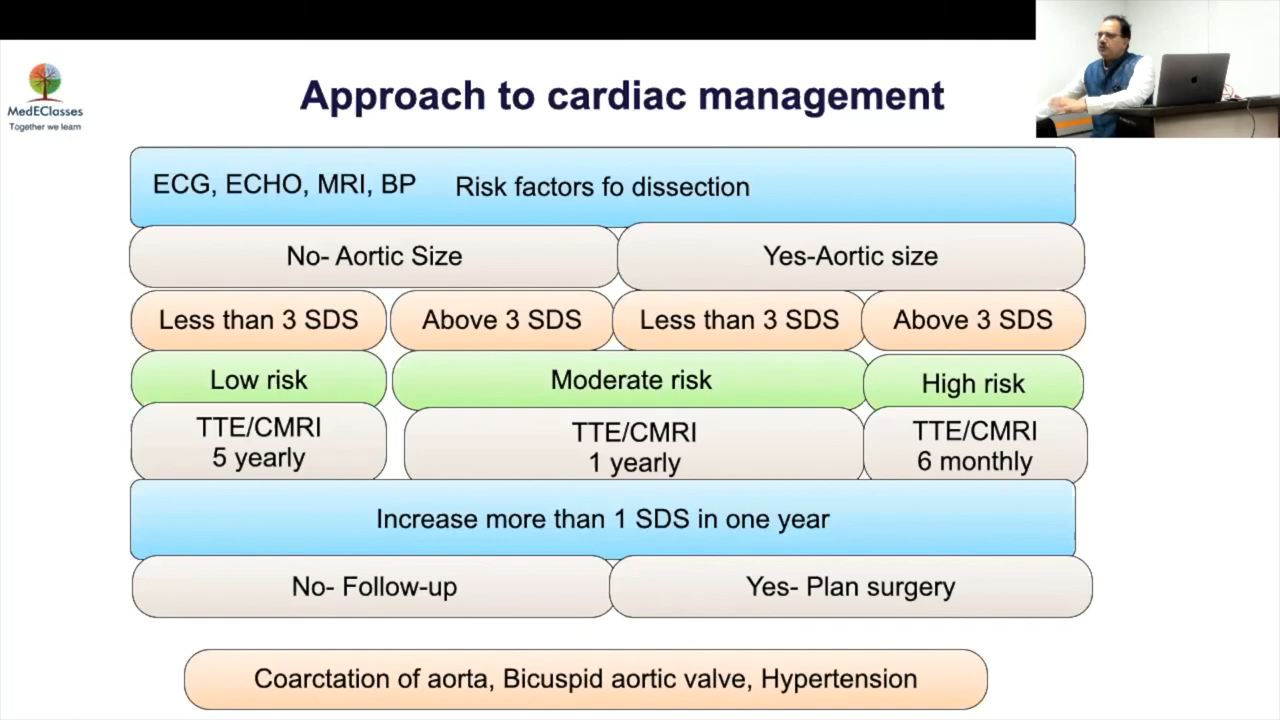 Approach to cardiac management
MedEClasses
Together we learn
ECG, ECHO, MRI, BP Risk factors fo dissection
No- Aortic Size Yes-Aortic size
Less than 3 SDS Above 3 SDS Less than 3 SDS Above 3 SDS
Low risk Moderate risk High risk
TTE/CMRI
5 yearly
TTE/CMRI
1 yearly
TTE/CMRI
6 monthly
Increase more than 1 SDS in one year
No- Follow-up Yes- Plan surgery
Coarctation of aorta, Bicuspid aortic valve, Hypertension